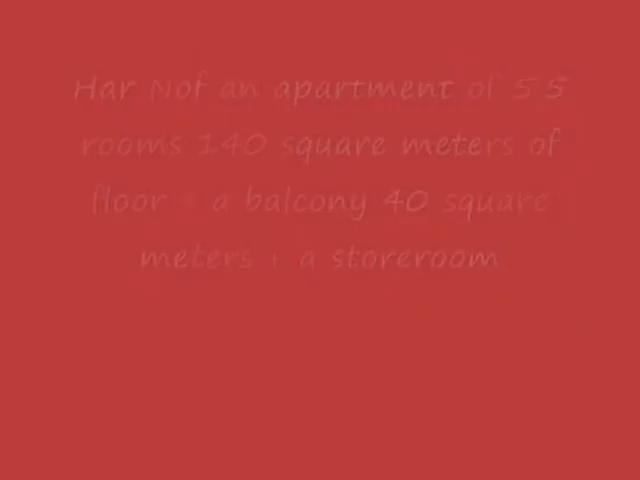 Har Nof an apartment of 5 5
rooms 140 square meters of
floor + a balcony 40 square
meters + a storeroom